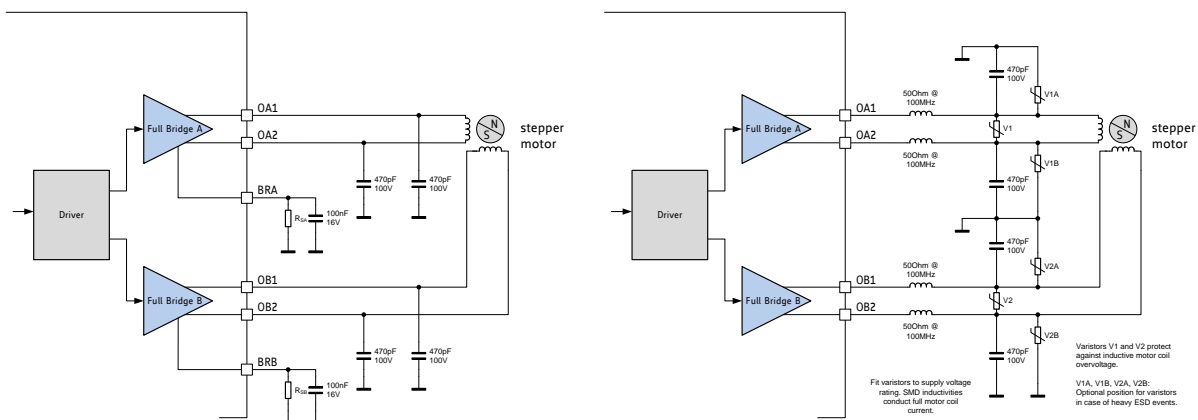 Driver
Full Bridge A
Full Bridge B
OA1
OA2
BRA
OB1
OB2
BRB
RSA
100nF
16V
RSB
100nF
16V
470pF
100V
470pF
100V
470pF
100V
470pF
100V
N
S
stepper
motor
Driver
Full Bridge A
Full Bridge B
OA1
OA2
OB1
OB2
50Ohm @
100MHz
50Ohm @
100MHz
50Ohm @
100MHz
50Ohm @
100MHz
470pF
100V
V1A
V1
V1B
470pF
100V
470pF
100V
V2A
V2
V2B
470pF
100V
N
S
stepper
motor
Fit varistors to supply voltage
rating. SMD inductivities
conduct full motor coil
current.
Varistors V1 and V2 protect
against inductive motor coil
overvoltage.
V1A, V1B, V2A, V2B:
Optional position for varistors
in case of heavy ESD events.